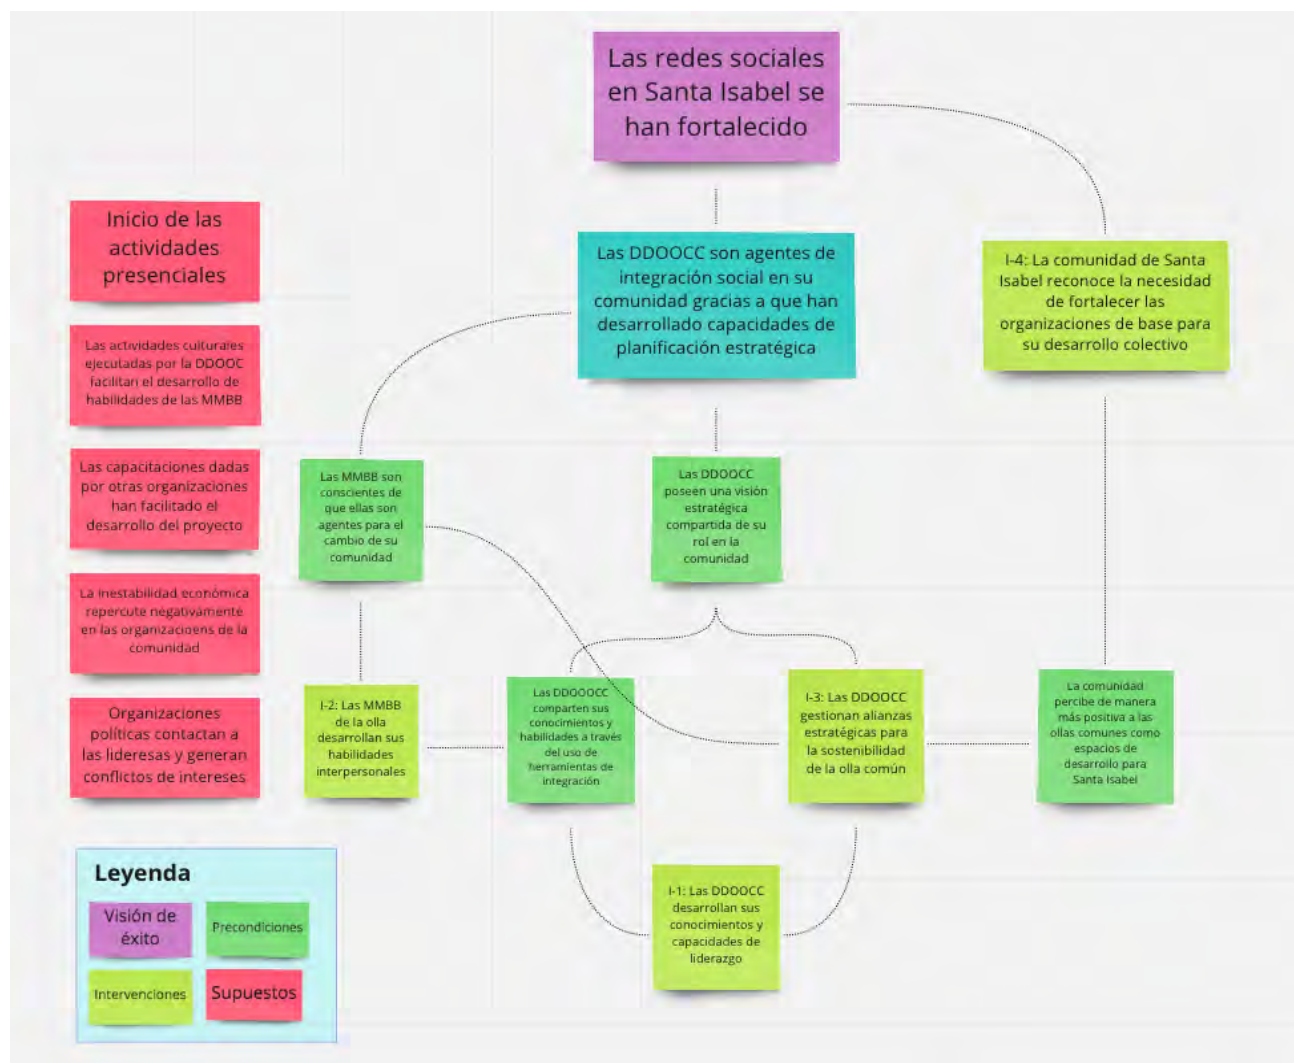 Las redes sociales
en Santa Isabel se
han fortalecido
Inicio de las
actividades
presenciales
Las DDOOCC son agentes de
integración social en su
comunidad gracias a que han
desarrollado capacidades de
planificación estratégica
I-4: La comunidad de Santa
Isabel reconoce la necesidad
de fortalecer las
organizaciones de base para
su desarrollo colectivo
Las actividades culturales
ejecutadas por la DDOOC
facilitan el desarrollo de
habilidades de las MMBB
Las capacitaciones dadas
por otras organizaciones
han facilitado el
desarrollo del proyecto
Las MMBB son
conscientes de
que ellas son
agentes para el
cambio de su
comunidad
Las DDOOCC
poseen una visión
estratégica
compartida de su
rol en la
comunidad
La inestabilidad económica
repercute negativamente
en las organizacioens de la
comunidad
Organizaciones
políticas contactan a
las lideresas y generan
conflictos de intereses
I-2: Las MMBB
de la olla
desarrollan sus
habilidades
interpersonales
Las DDOOOCC
comparten sus
conocimientos y
habilidades a través
del uso de
herramientas de
integración
I-3: Las DDOOCC
gestionan alianzas
estratégicas para
la sostenibilidad
de la olla común
La comunidad
percibe de manera
más positiva a las
ollas comunes como
espacios de
desarrollo para
Santa Isabel
I-1: Las DDOOCC
desarrollan sus
conocimientos y
capacidades de
liderazgo
Leyenda
Visión de
éxito
Precondiciones
Intervenciones
Supuestos